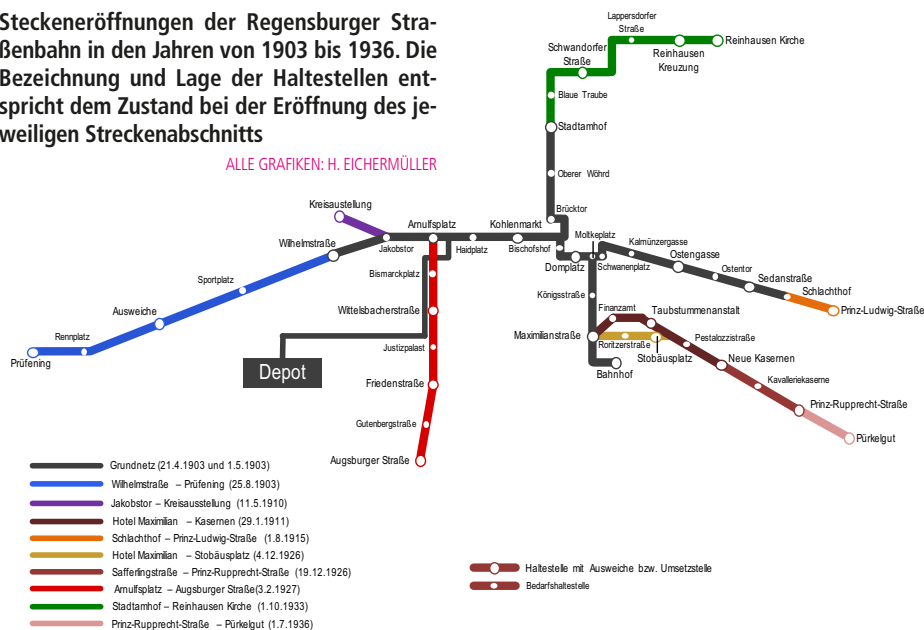 Steckeneröffnungen der Regensburger Stra-
ßenbahn in den Jahren von 1903 bis 1936. Die
Bezeichnung und Lage der Haltestellen ent-
spricht dem Zustand bei der Eröffnung des je-
weiligen Streckenabschnitts
ALLE GRAFIKEN: H. EICHERMÜLLER
Lappersdorfer
Straße
Reinhausen Kirche
Reinhausen
Kreuzung
Schwandorfer
Straße
Blaue Traube
Stadtamhof
Oberer Wöhrd
Brücktor
Kreisaustellung
Arnulfsplatz
Kohlenmarkt
Wilhelmstraße
Jakobstor
Haidplatz
Bischofshof
Moltkeplatz
Kalmünzergasse
Domplatz
Schwanenplatz
Ostengasse
Ostentor
Sedanstraße
Schlachthof
Prinz-Ludwig-Straße
Sportplatz
Bismarckplatz
Königsstraße
Ausweiche
Wittelsbacherstraße
Finanzamt
Taubstummenanstalt
Rennplatz
Prüfening
Justizpalast
Maximilianstraße
Roritzerstraße
Pestalozzistraße
Stobäusplatz
Neue Kasernen
Bahnhof
Depot
Friedenstraße
Kavalleriekaserne
Prinz-Rupprecht-Straße
Gutenbergstraße
Pürkelgut
Augsburger Straße
Grundnetz (21.4.1903 und 1.5.1903)
Wilhelmstraße – Prüfening (25.8.1903)
Jakobstor – Kreisausstellung (11.5.1910)
Hotel Maximilian – Kasernen (29.1.1911)
Schlachthof – Prinz-Ludwig-Straße (1.8.1915)
Hotel Maximilian – Stobäusplatz (4.12.1926)
Safferlingstraße – Prinz-Rupprecht-Straße (19.12.1926)
Arnulfsplatz – Augsburger Straße(3.2.1927)
Stadtamhof – Reinhausen Kirche (1.10.1933)
Prinz-Rupprecht-Straße – Pürkelgut (1.7.1936)
Haltestelle mit Ausweiche bzw. Umsetzstelle
Bedarfshaltestelle